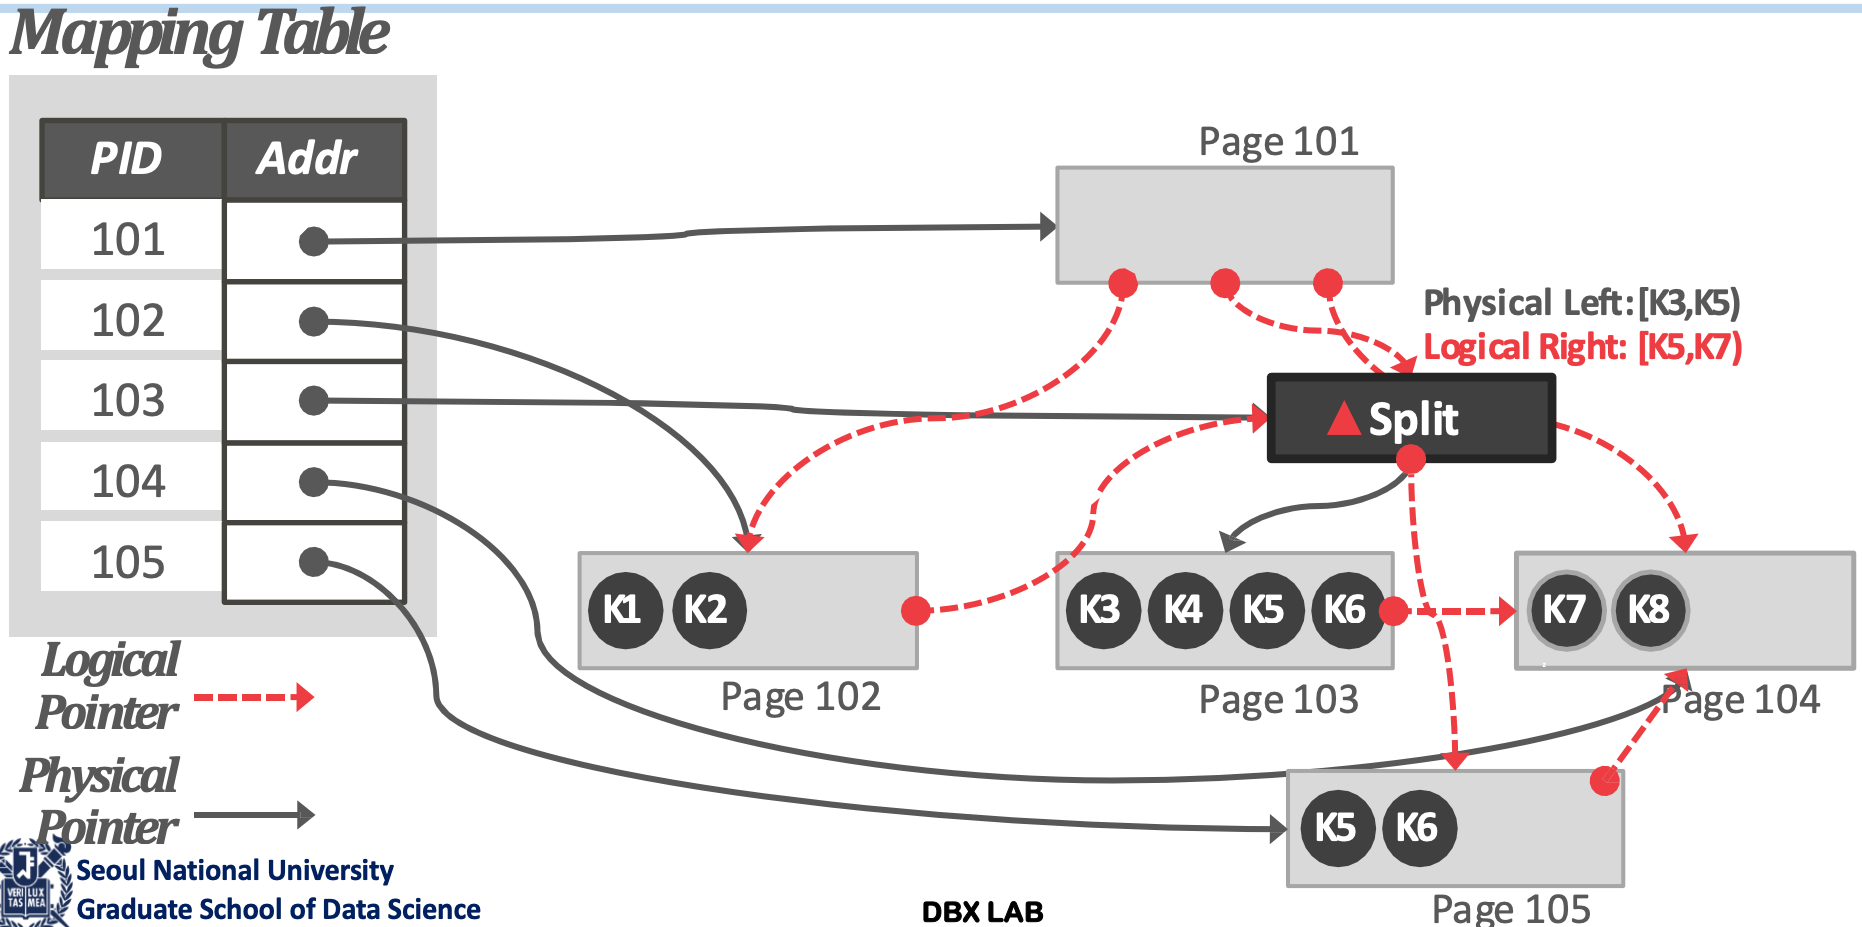 Mapping Table
PID Addr
101
102
103
104
105
Page 101
Physical Left:[K3,K5)
Logical Right: [K5,K7)
▲ Split
K1 K2
Page 102
K3 K4 K5 K6
Page 103
K7 K8
Page 104
K5 K6
Page 105
Logical
Pointer
Physical
Pointer
VERI LUX
TAS MEA
Seoul National University
Graduate School of Data Science
DBX LAB